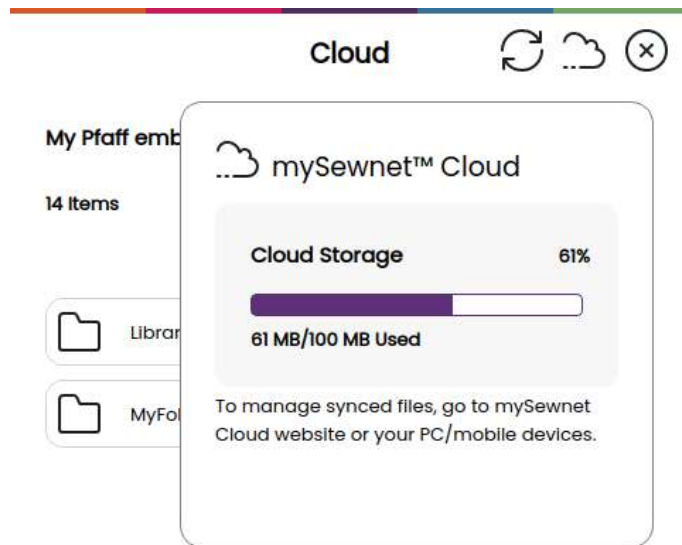 Cloud
My Pfaff emb
mySewnet™ Cloud
14 Items
Cloud Storage 61%
61 MB/100 MB Used
Librar
MyFol
To manage synced files, go to mySewnet
Cloud website or your PC/mobile devices.